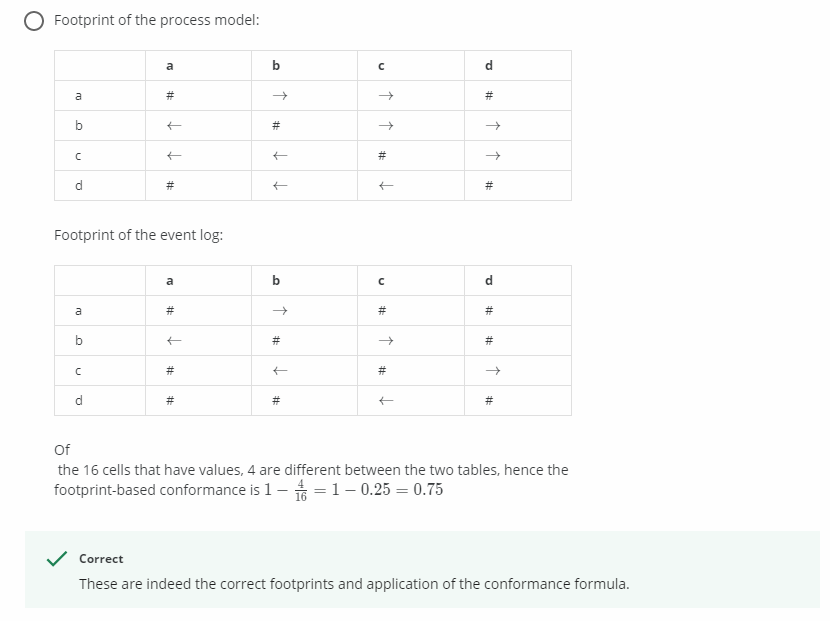 Footprint of the process model:
a b c d
a # → → #
b ← # → →
c ← ← # →
d # ← ← #
Footprint of the event log:
a b c d
a # → # #
b ← # → #
c # ← # →
d # # ← #
Of
the 16 cells that have values, 4 are different between the two tables, hence the
footprint-based conformance is 1 − 4/16 = 1 − 0.25 = 0.75
Correct
These are indeed the correct footprints and application of the conformance formula.